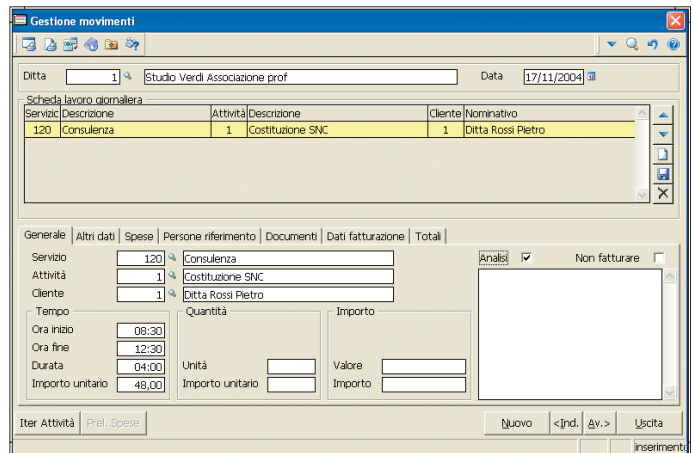 Gestione movimenti
Ditta 1 Studio Verdi Associazione prof Data 17/11/2004
Scheda lavoro giornaliera
Servizic Descrizione Attività Descrizione Cliente Nominativo
120 Consulenza 1 Costituzione SNC 1 Ditta Rossi Pietro
Generale Altri dati Spese Persone riferimento Documenti Dati fatturazione Totali
Servizio 120 Consulenza Analisi Non fatturare
Attività 1 Costituzione SNC
Cliente 1 Ditta Rossi Pietro
Tempo Quantità Importo
Ora inizio 08:30
Ora fine 12:30
Durata 04:00 Unità Valore
Importo unitario 48,00 Importo unitario Importo
Iter Attività Prel. Spese Nuovo <Ind. Av.> Uscita
inserimento